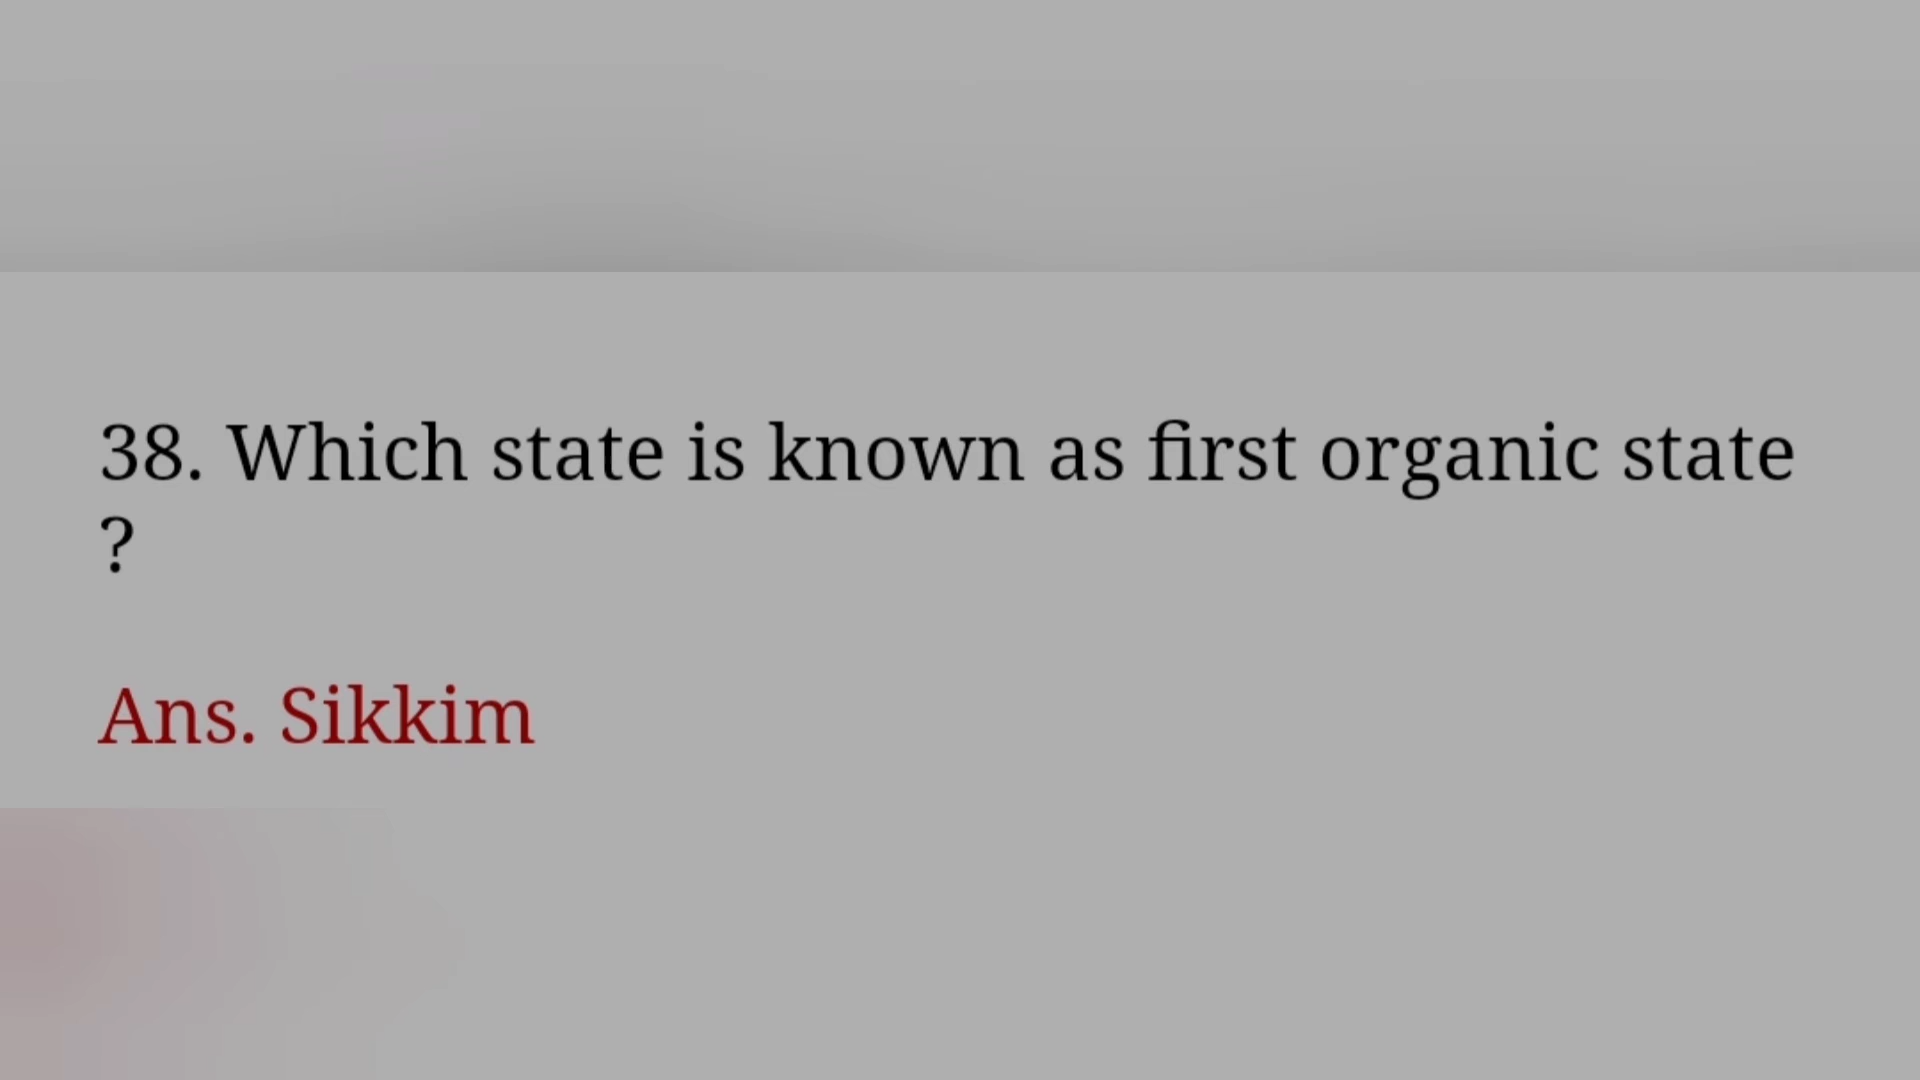 38. Which state is known as first organic state
?
Ans. Sikkim